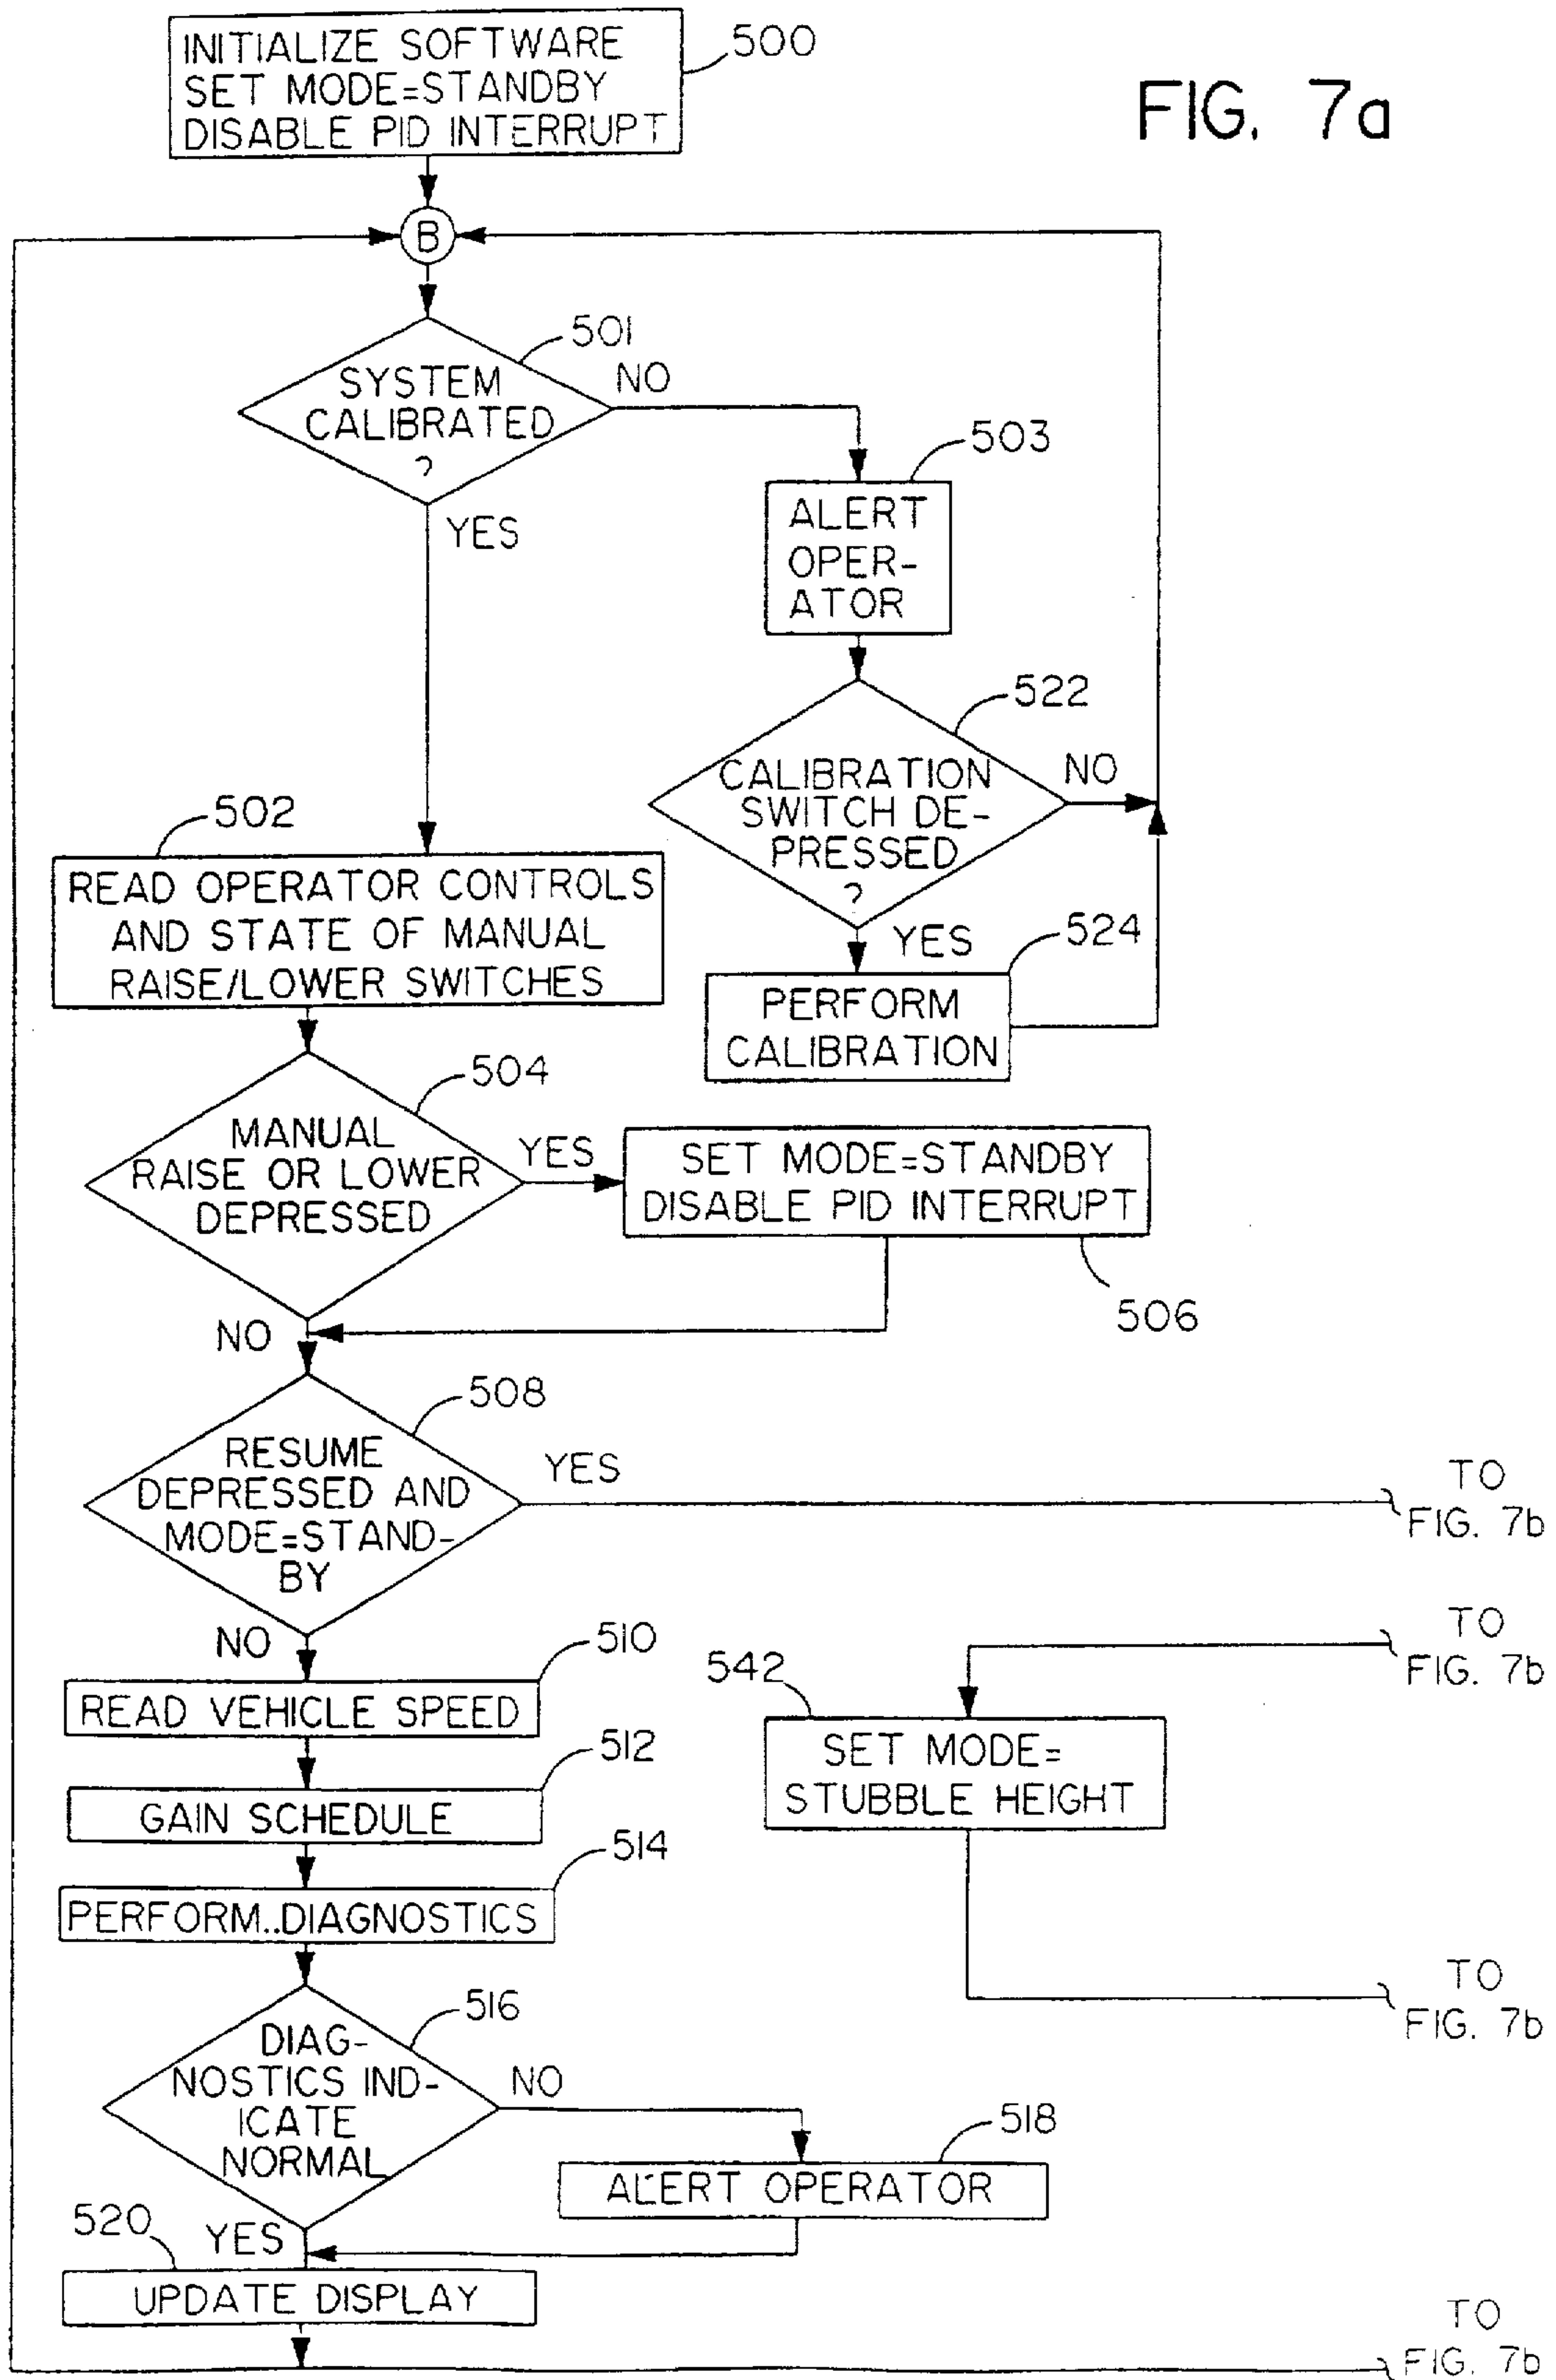 INITIALIZE SOFTWARE
SET MODE=STANDBY
DISABLE PID INTERRUPT
500
FIG. 7a
B
501
SYSTEM
CALIBRATED
?
NO
YES
503
ALERT
OPER-
ATOR
522
CALIBRATION
SWITCH DE-
PRESSED
?
NO
YES
524
PERFORM
CALIBRATION
502
READ OPERATOR CONTROLS
AND STATE OF MANUAL
RAISE/LOWER SWITCHES
504
MANUAL
RAISE OR LOWER
DEPRESSED
YES
SET MODE=STANDBY
DISABLE PID INTERRUPT
506
NO
508
RESUME
DEPRESSED AND
MODE=STAND-
BY
YES
TO
FIG. 7b
NO
510
READ VEHICLE SPEED
TO
FIG. 7b
542
SET MODE=
STUBBLE HEIGHT
512
GAIN SCHEDULE
514
PERFORM..DIAGNOSTICS
TO
FIG. 7b
516
DIAG-
NOSTICS IND-
ICATE
NORMAL
NO
518
ALERT OPERATOR
YES
520
UPDATE DISPLAY
TO
FIG. 7b